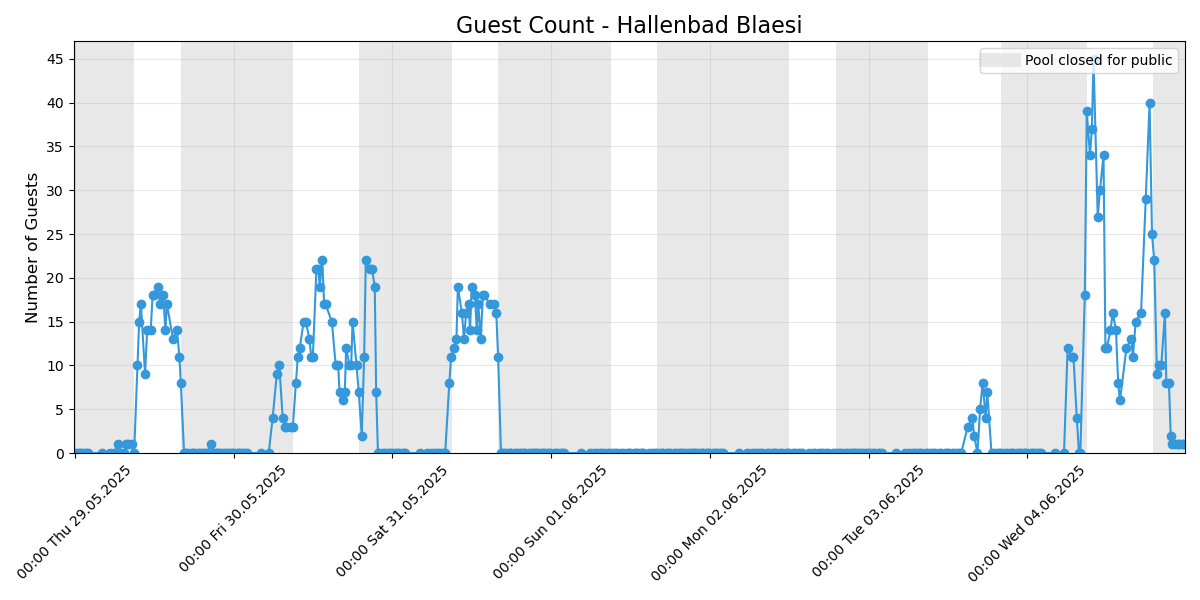 Guest Count - Hallenbad Blaesi
Pool closed for public
Number of Guests
45
40
35
30
25
20
15
10
5
0
00:00 Thu 29.05.2025
00:00 Fri 30.05.2025
00:00 Sat 31.05.2025
00:00 Sun 01.06.2025
00:00 Mon 02.06.2025
00:00 Tue 03.06.2025
00:00 Wed 04.06.2025